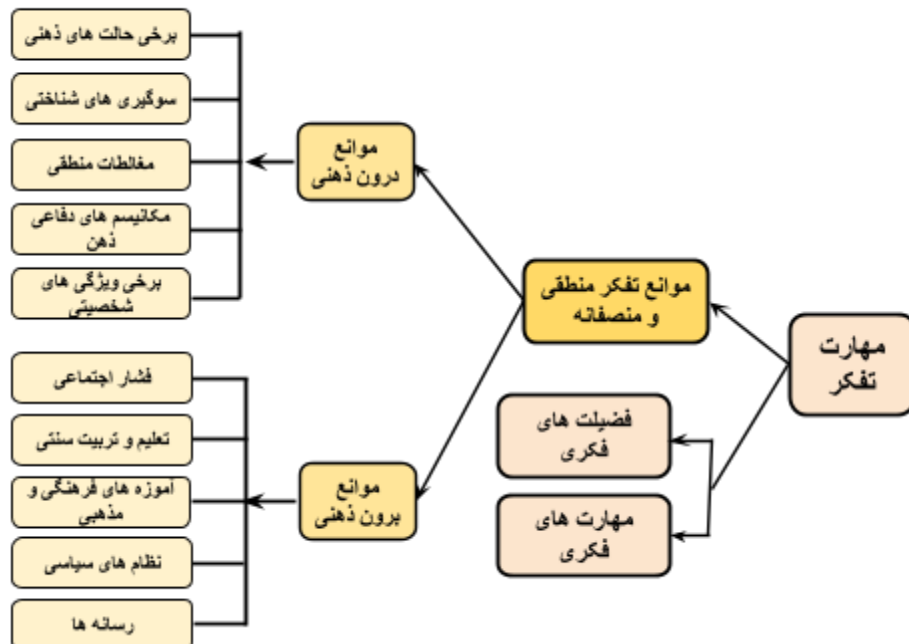 مهارت
تفکر
موانع تفکر منطقی
و منصفانه
فضیلت های
فکری
مهارت های
فکری
موانع
درون ذهنی
برخی حالت های ذهنی
سوگیری های شناختی
مغالطات منطقی
مکانیسم های دفاعی
ذهن
برخی ویژگی های
شخصیتی
موانع
برون ذهنی
فشار اجتماعی
تعلیم و تربیت سنتی
آموزه های فرهنگی و
مذهبی
نظام های سیاسی
رسانه ها